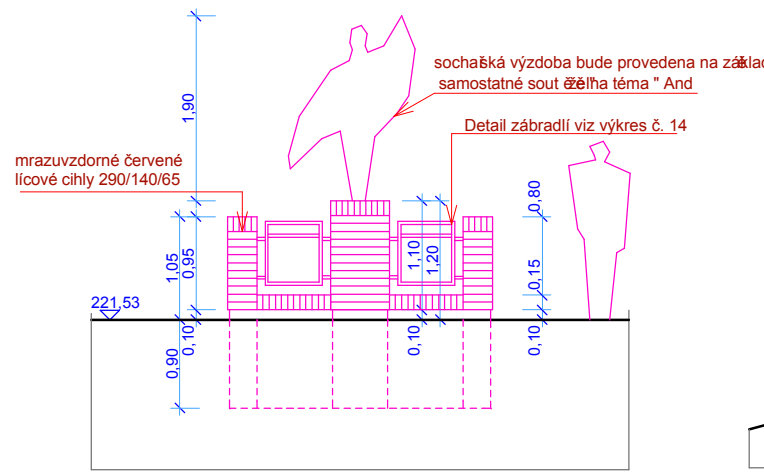 sochařská výzdoba bude provedena na základ
samostatné sout
na téma " And
Detail zábradlí viz výkres č. 14
mrazuvzdorné červené
lícové cihly 290/140/65
1,90
1,05
0,95
1,10
1,20
0,80
0,15
221,53
0,90
0,10
0,10
0,10